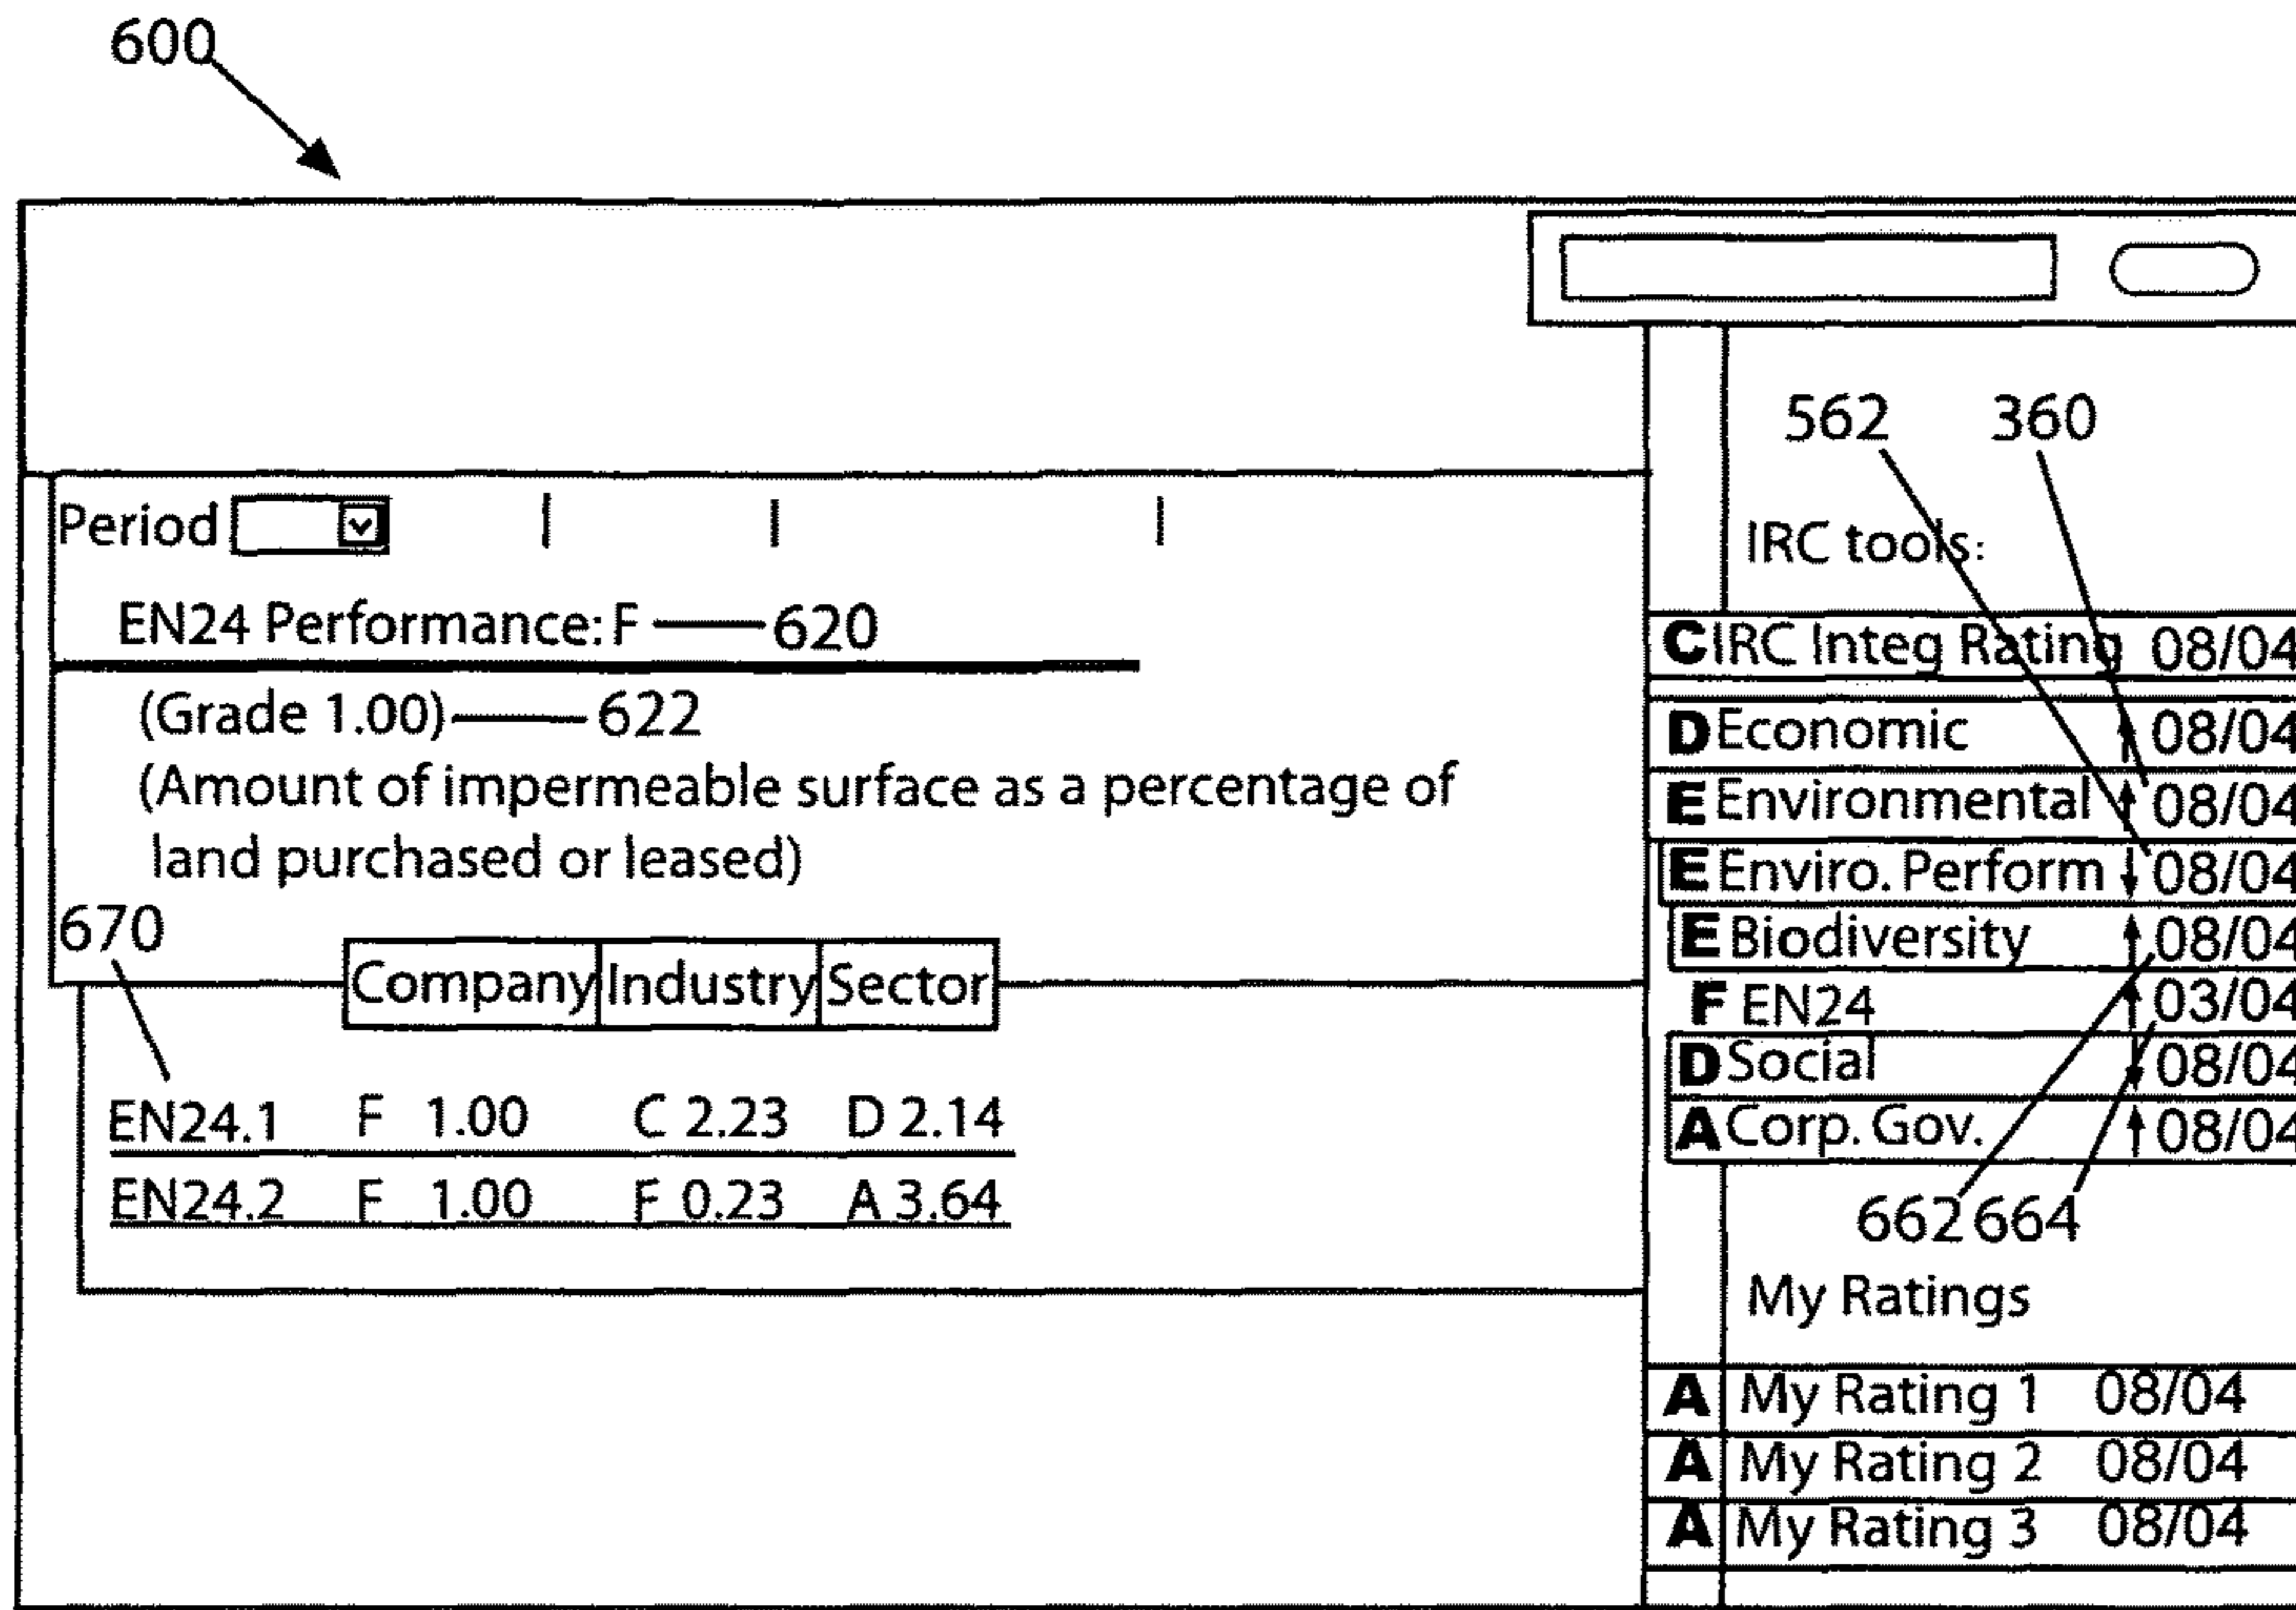 600
562 360
Period
IRC tools:
EN24 Performance: F 620
(Grade 1.00) 622
(Amount of impermeable surface as a percentage of
land purchased or leased)
670
Company Industry Sector
EN24.1 F 1.00 C 2.23 D 2.14
EN24.2 F 1.00 F 0.23 A 3.64
C IRC Integ Rating 08/04
D Economic 08/04
E Environmental 08/04
E Enviro. Perform 08/04
E Biodiversity 08/04
F EN24 03/04
D Social 08/04
A Corp. Gov. 08/04
662 664
My Ratings
A My Rating 1 08/04
A My Rating 2 08/04
A My Rating 3 08/04